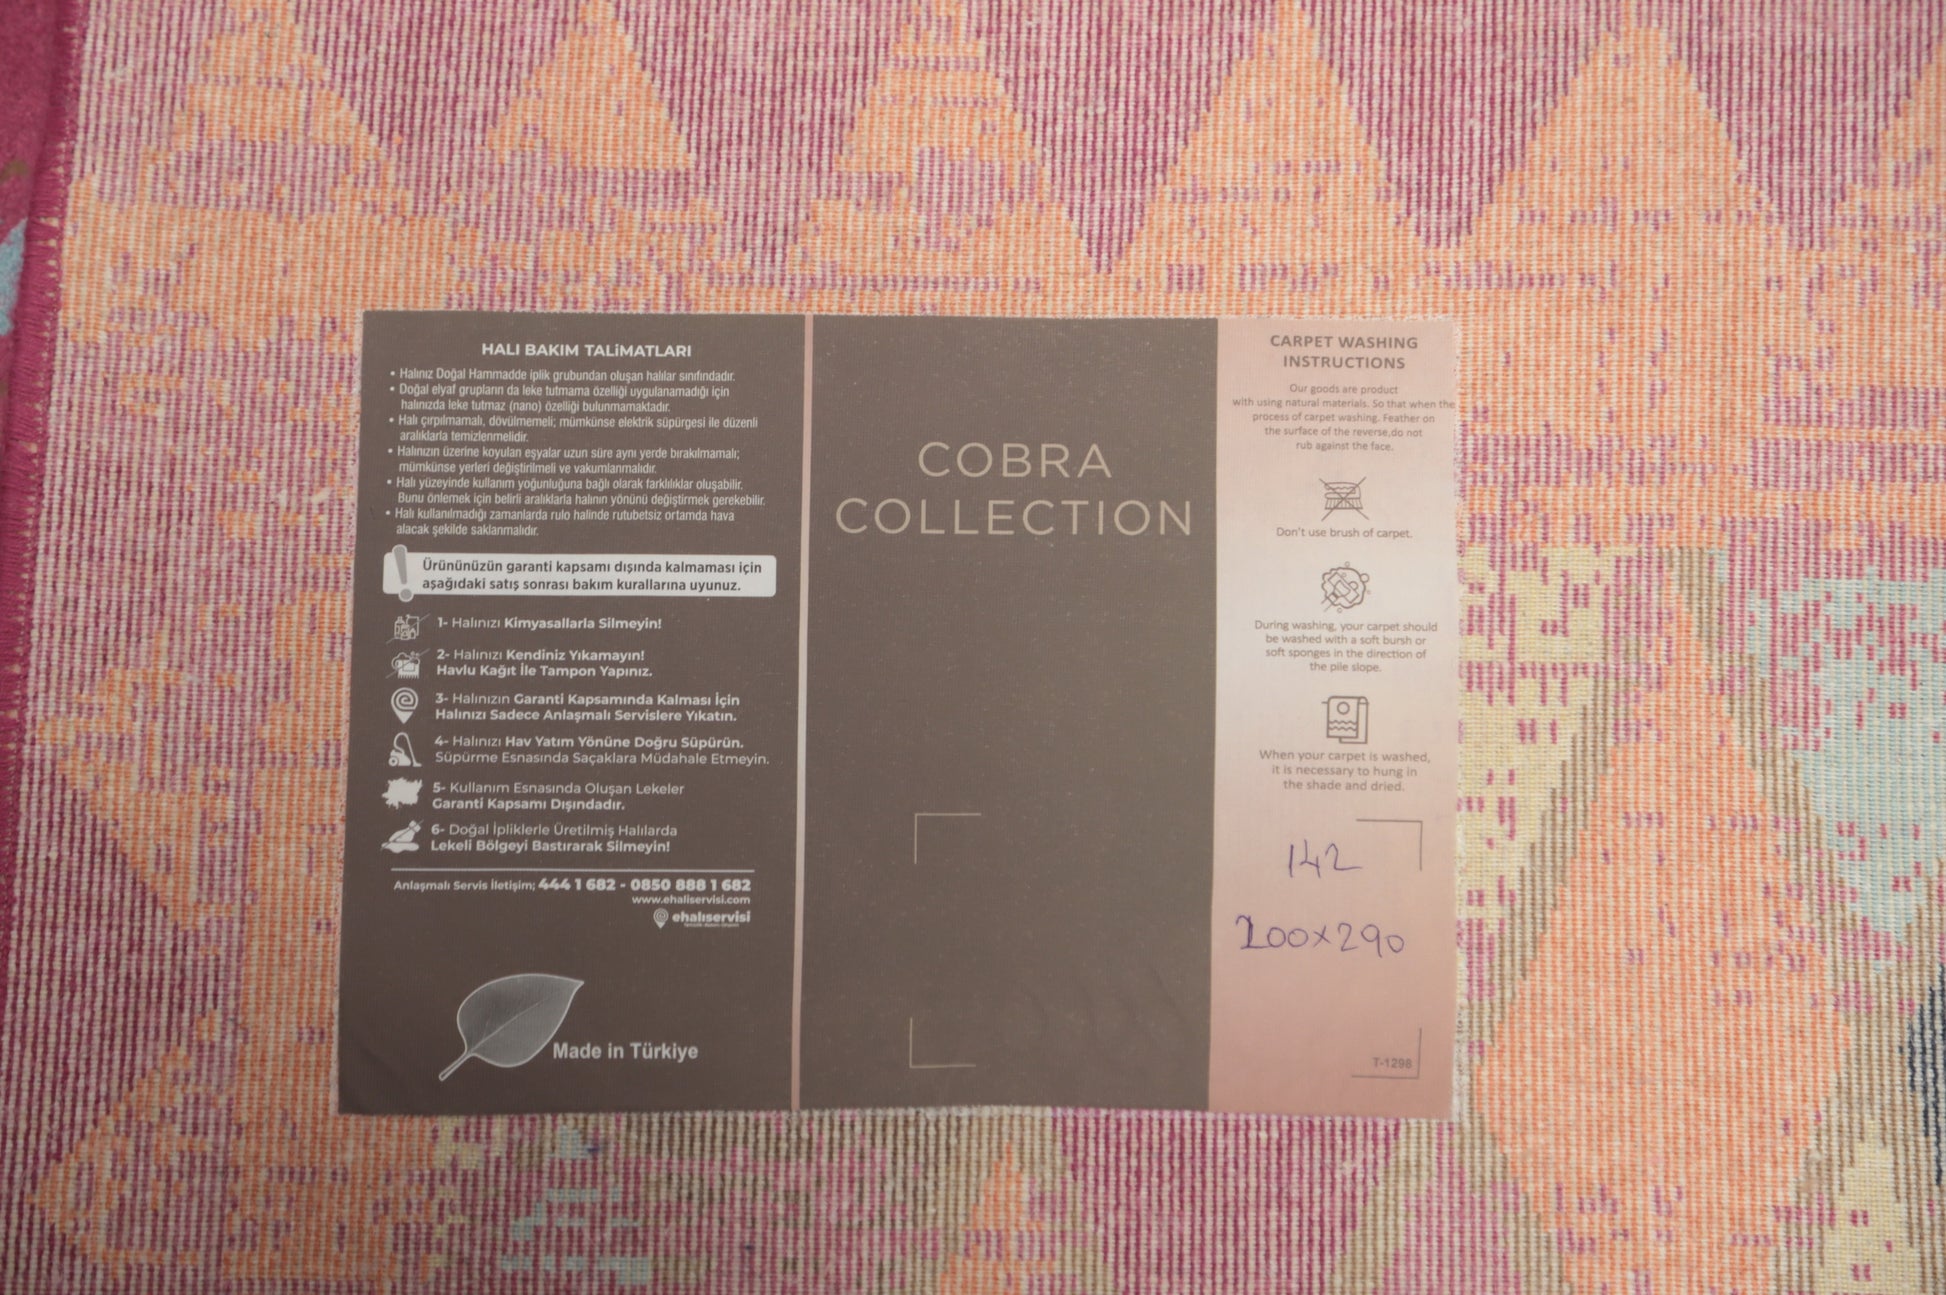 HALI BAKIM TALiMATLARI
• Halınız Doğal Hammadde iplik grubundan oluşan halılar sınıfındadır.
• Doğal elyaf grupların da leke tutmama özelliği uygulanamadığı için
halınızda leke tutmaz (nano) özelliği bulunmamaktadır.
• Halı çırpılmamalı, dövülmemeli; mümkünse elektrik süpürgesi ile düzenli
aralıklarla temizlenmelidir.
• Halınızın üzerine koyulan eşyalar uzun süre aynı yerde bırakılmamalı;
mümkünse yerleri değiştirilmeli ve vakumlanmalıdır.
• Halı yüzeyinde kullanım yoğunluğuna bağlı olarak farklılıklar oluşabilir.
Bunu önlemek için belirli aralıklarla halının yönünü değiştirmek gerekebilir.
• Halı kullanılmadığı zamanlarda rulo halinde rutubetsiz ortamda hava
alacak şekilde saklanmalıdır.
Ürününüzün garanti kapsamı dışında kalmaması için
aşağıdaki satış sonrası bakım kurallarına uyunuz.
1- Halınızı Kimyasallarla Silmeyin!
2- Halınızı Kendiniz Yıkamayın!
Havlu Kağıt İle Tampon Yapınız.
3- Halınızın Garanti Kapsamında Kalması İçin
Halınızı Sadece Anlaşmalı Servislere Yıkatın.
4- Halınızı Hav Yatım Yönüne Doğru Süpürün.
Süpürme Esnasında Saçaklara Müdahale Etmeyin.
5- Kullanım Esnasında Oluşan Lekeler
Garanti Kapsamı Dışındadır.
6- Doğal İpliklerle Üretilmiş Halılarda
Lekeli Bölgeyi Bastırarak Silmeyin!
Anlaşmalı Servis İletişim; 444 1 682 - 0850 888 1 682
www.ehaliservisi.com
ehalıservisi
Made in Türkiye
COBRA
COLLECTION
CARPET WASHING
INSTRUCTIONS
Our goods are product
with using natural materials. So that when the
process of carpet washing. Feather on
the surface of the reverse,do not
rub against the face.
Don't use brush of carpet.
During washing, your carpet should
be washed with a soft bursh or
soft sponges in the direction of
the pile slope.
When your carpet is washed,
it is necessary to hung in
the shade and dried.
142
200x290
T-1298